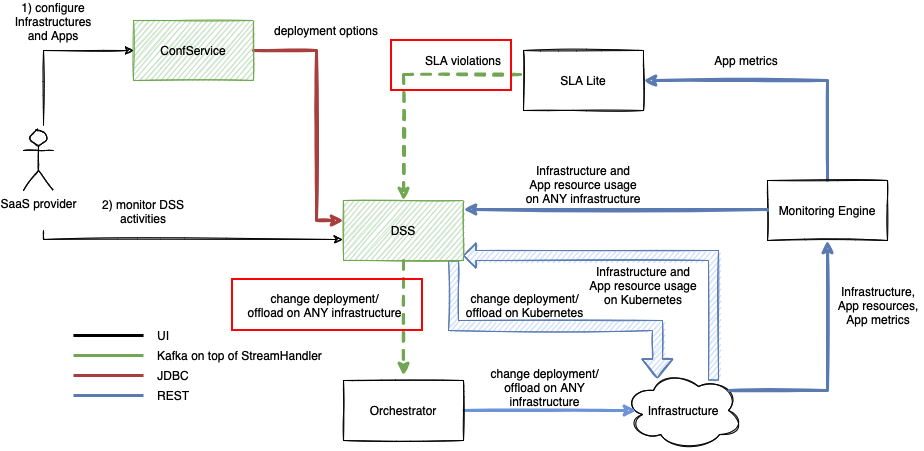 1) configure
Infrastructures
and Apps
ConfService
deployment options
SLA violations
SLA Lite
App metrics
SaaS provider
2) monitor DSS
activities
Infrastructure and
App resource usage
on ANY infrastructure
Monitoring Engine
DSS
Infrastructure and
App resource usage
on Kubernetes
change deployment/
offload on ANY infrastructure
change deployment/
offload on Kubernetes
Infrastructure,
App resources,
App metrics
UI
Kafka on top of StreamHandler
JDBC
REST
Orchestrator
change deployment/
offload on ANY
infrastructure
Infrastructure